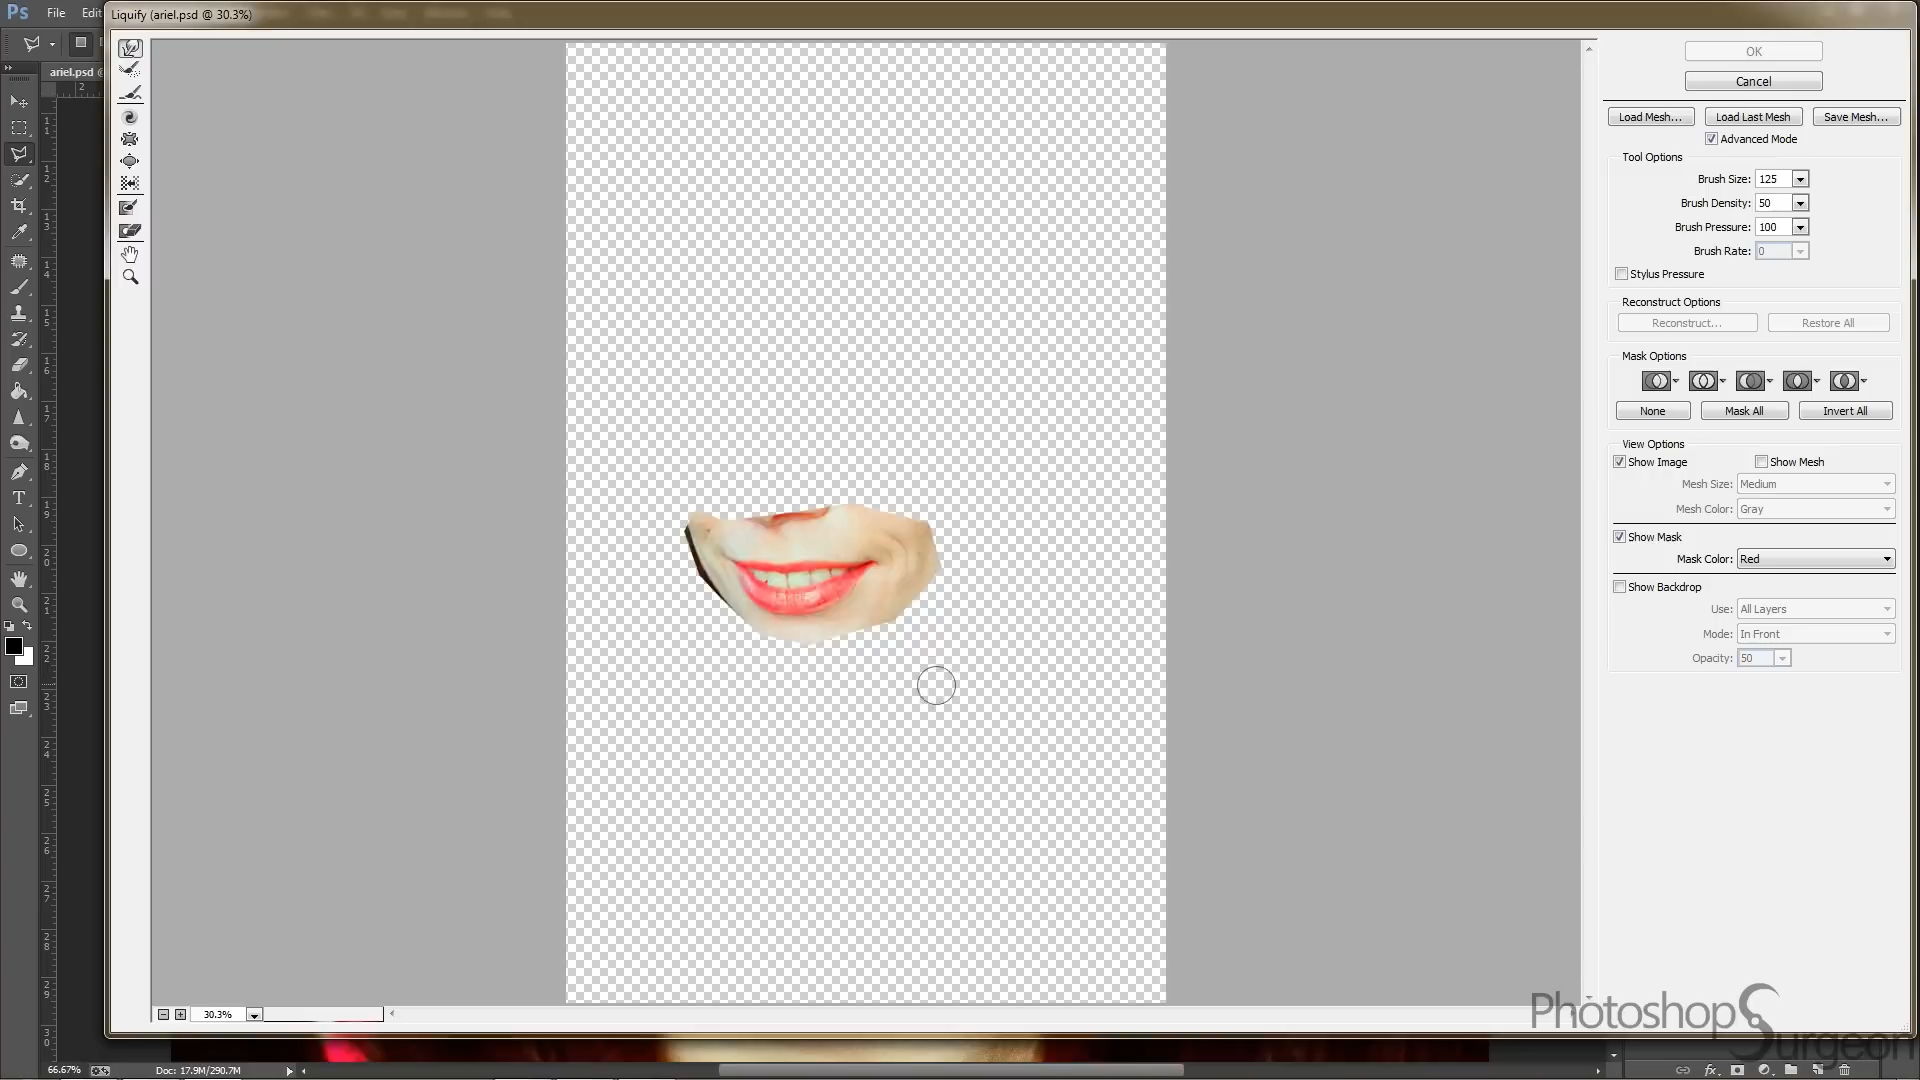 Ps File Edit
Liquify (ariel.psd @ 30.3%)
ariel.psd @
OK
Cancel
Load Mesh... Load Last Mesh Save Mesh...
Advanced Mode
Tool Options
Brush Size: 125
Brush Density: 50
Brush Pressure: 100
Brush Rate: 0
Stylus Pressure
Reconstruct Options
Reconstruct... Restore All
Mask Options
None Mask All Invert All
View Options
Show Image Show Mesh
Mesh Size: Medium
Mesh Color: Gray
Show Mask
Mask Color: Red
Show Backdrop
Use: All Layers
Mode: In Front
Opacity: 50
30.3%
Photoshop
Surgeon
66.67% Doc: 17.9M/290.7M
fx